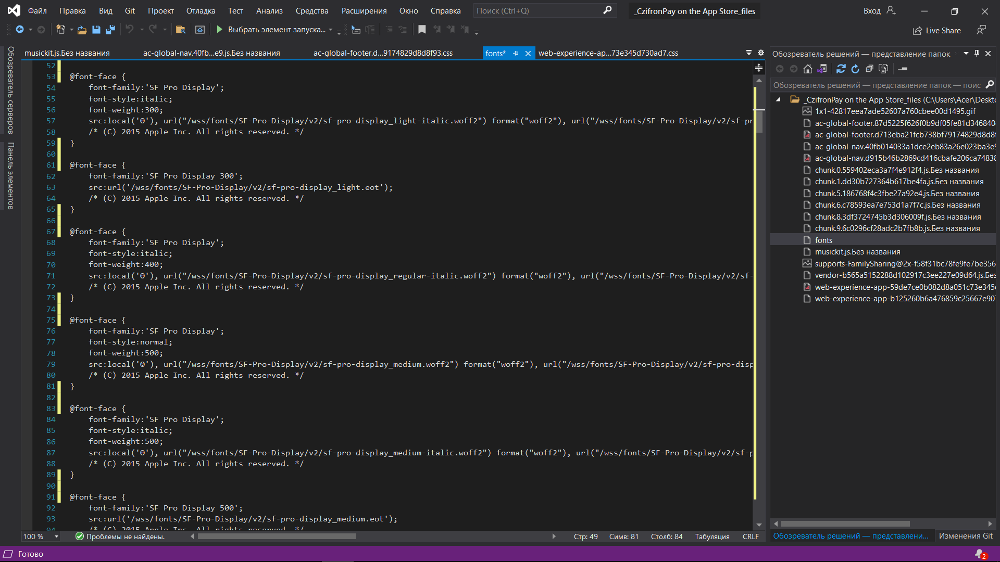 Файл Правка Вид Git Проект Отладка Тест Анализ Средства Расширения Окно Справка Поиск (Ctrl+Q) _CzifronPay on the App Store_files Вход
Выбрать элемент запуска... Live Share
Обозреватель серверов
Панель элементов
musickit.js.Без названия ac-global-nav.40fb...e9.js.Без названия ac-global-footer.d...9174829d8d8f93.css fonts* web-experience-ap...73e345d730ad7.css
52
53 @font-face {
54 font-family:'SF Pro Display';
55 font-style:italic;
56 font-weight:300;
57 src:local('☺'), url("/wss/fonts/SF-Pro-Display/v2/sf-pro-display_light-italic.woff2") format("woff2"), url("/wss/fonts/SF-Pro-Display/v2/sf-pr
58 /* (C) 2015 Apple Inc. All rights reserved. */
59 }
60
61 @font-face {
62 font-family:'SF Pro Display 300';
63 src:url('/wss/fonts/SF-Pro-Display/v2/sf-pro-display_light.eot');
64 /* (C) 2015 Apple Inc. All rights reserved. */
65 }
66
67 @font-face {
68 font-family:'SF Pro Display';
69 font-style:italic;
70 font-weight:400;
71 src:local('☺'), url("/wss/fonts/SF-Pro-Display/v2/sf-pro-display_regular-italic.woff2") format("woff2"), url("/wss/fonts/SF-Pro-Display/v2/sf-
72 /* (C) 2015 Apple Inc. All rights reserved. */
73 }
74
75 @font-face {
76 font-family:'SF Pro Display';
77 font-style:normal;
78 font-weight:500;
79 src:local('☺'), url("/wss/fonts/SF-Pro-Display/v2/sf-pro-display_medium.woff2") format("woff2"), url("/wss/fonts/SF-Pro-Display/v2/sf-pro-disp
80 /* (C) 2015 Apple Inc. All rights reserved. */
81 }
82
83 @font-face {
84 font-family:'SF Pro Display';
85 font-style:italic;
86 font-weight:500;
87 src:local('☺'), url("/wss/fonts/SF-Pro-Display/v2/sf-pro-display_medium-italic.woff2") format("woff2"), url("/wss/fonts/SF-Pro-Display/v2/sf-p
88 /* (C) 2015 Apple Inc. All rights reserved. */
89 }
90
91 @font-face {
92 font-family:'SF Pro Display 500';
93 src:url('/wss/fonts/SF-Pro-Display/v2/sf-pro-display_medium.eot');
94 /* (C) 2015 Apple Inc. All rights reserved. */
100 % Проблемы не найдены. Стр: 49 Симв: 81 Столб: 84 Табуляция CRLF
Обозреватель решений — представление папок
Обозреватель решений — представление папок — поис
_CzifronPay on the App Store_files (C:\Users\Acer\Deskto
1x1-42817eea7ade52607a760cbee00d1495.gif
ac-global-footer.87d5225f626f0b9df05fe81d346840
ac-global-footer.d713eba21fcb738bf79174829d8d8f
ac-global-nav.40fb014033a1dce2eb83a26e023ba3e9
ac-global-nav.d915b46b2869cd416cbafe206ca74838
chunk.0.559402eca3a7f4e912f4.js.Без названия
chunk.1.dd30b727364b617be4fa.js.Без названия
chunk.5.186768f4c3fbe27a92e4.js.Без названия
chunk.6.c78593ea7e753d1a7f7c.js.Без названия
chunk.8.3df3724745b3d306009f.js.Без названия
chunk.9.6c0296cf28adc2b7fb8b.js.Без названия
fonts
musickit.js.Без названия
supports-FamilySharing@2x-f58f31bc78fe9fe7be356
vendor-b565a5152288d102917c3ee227e09d64.js.Без
web-experience-app-59de7ce0b082d8a051c73e345
web-experience-app-b125260b6a476859c25667e907
Обозреватель решений — представлени... Изменения Git
Готово 2